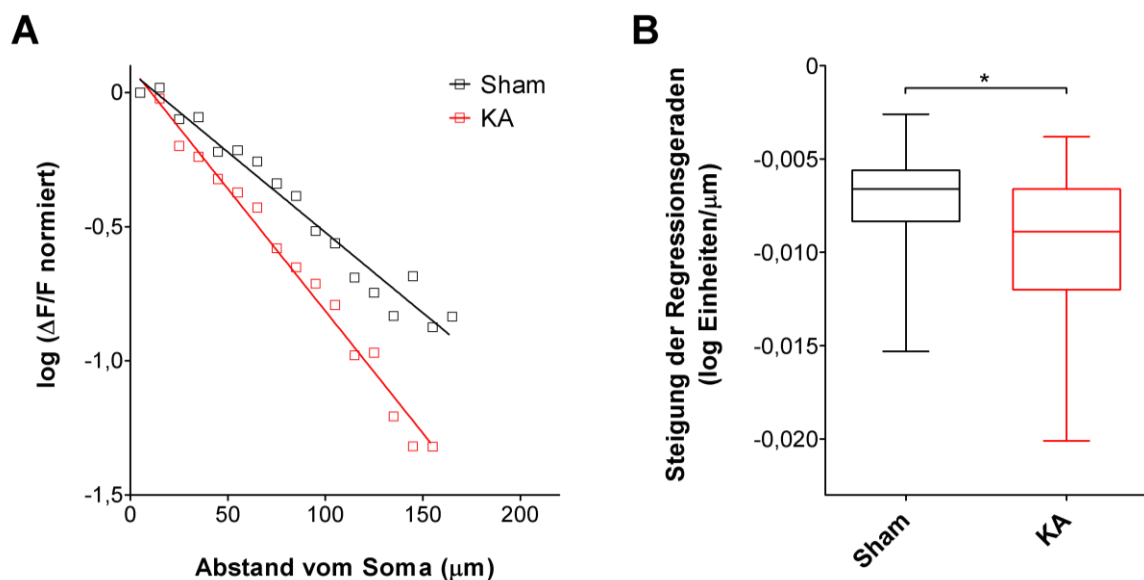 A
log (ΔF/F normiert)
0
-0,5
-1,0
-1,5
0
50
100
150
200
Abstand vom Soma (μm)
Sham
KA
B
Steigung der Regressionsgeraden
(log Einheiten/μm)
0
-0,005
-0,010
-0,015
-0,020
*
Sham
KA